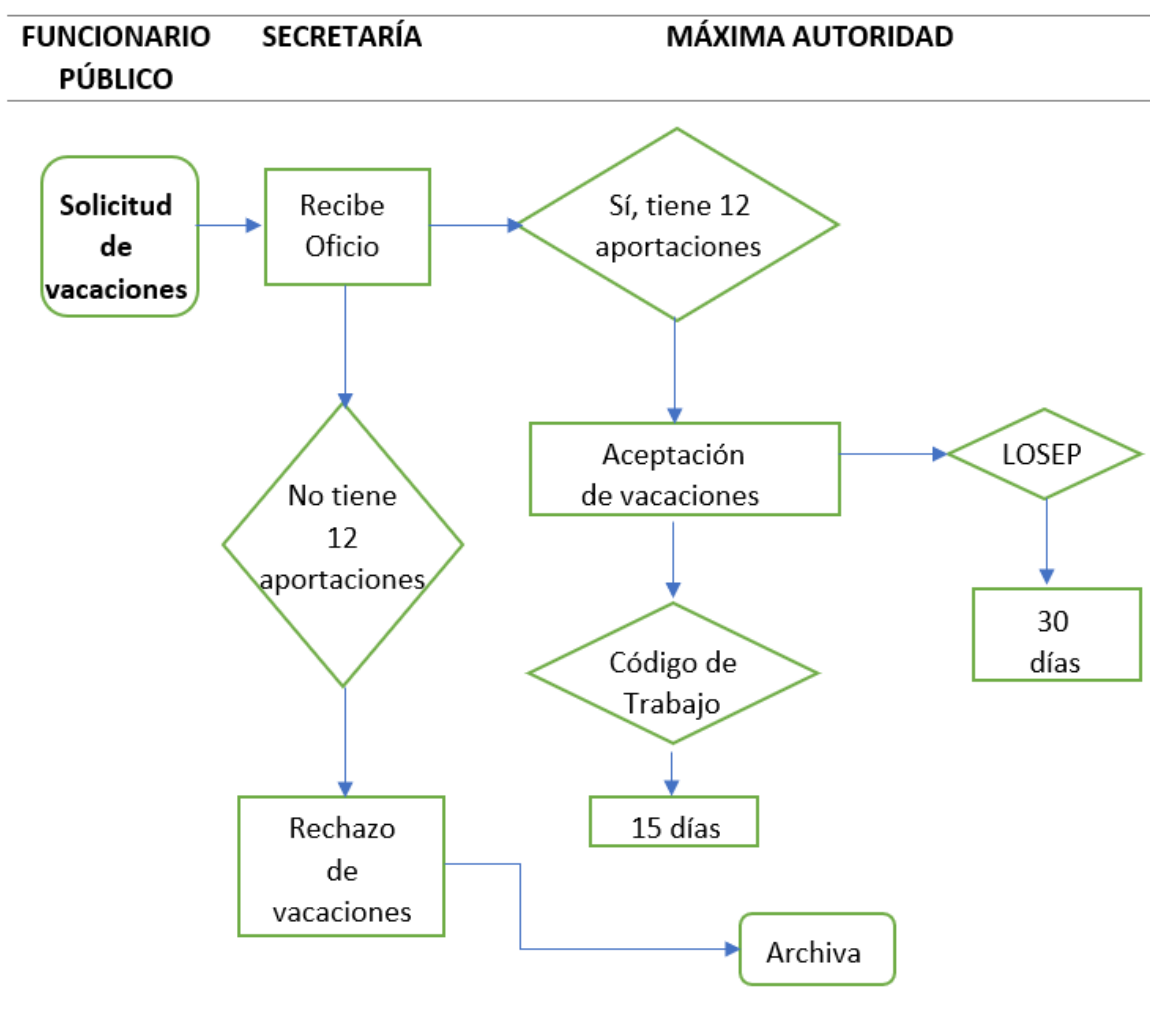 FUNCIONARIO
PÚBLICO
SECRETARÍA
MÁXIMA AUTORIDAD
Solicitud
de
vacaciones
Recibe
Oficio
Sí, tiene 12
aportaciones
Aceptación
de vacaciones
LOSEP
No tiene
12
aportaciones
30
días
Código de
Trabajo
15 días
Rechazo
de
vacaciones
Archiva